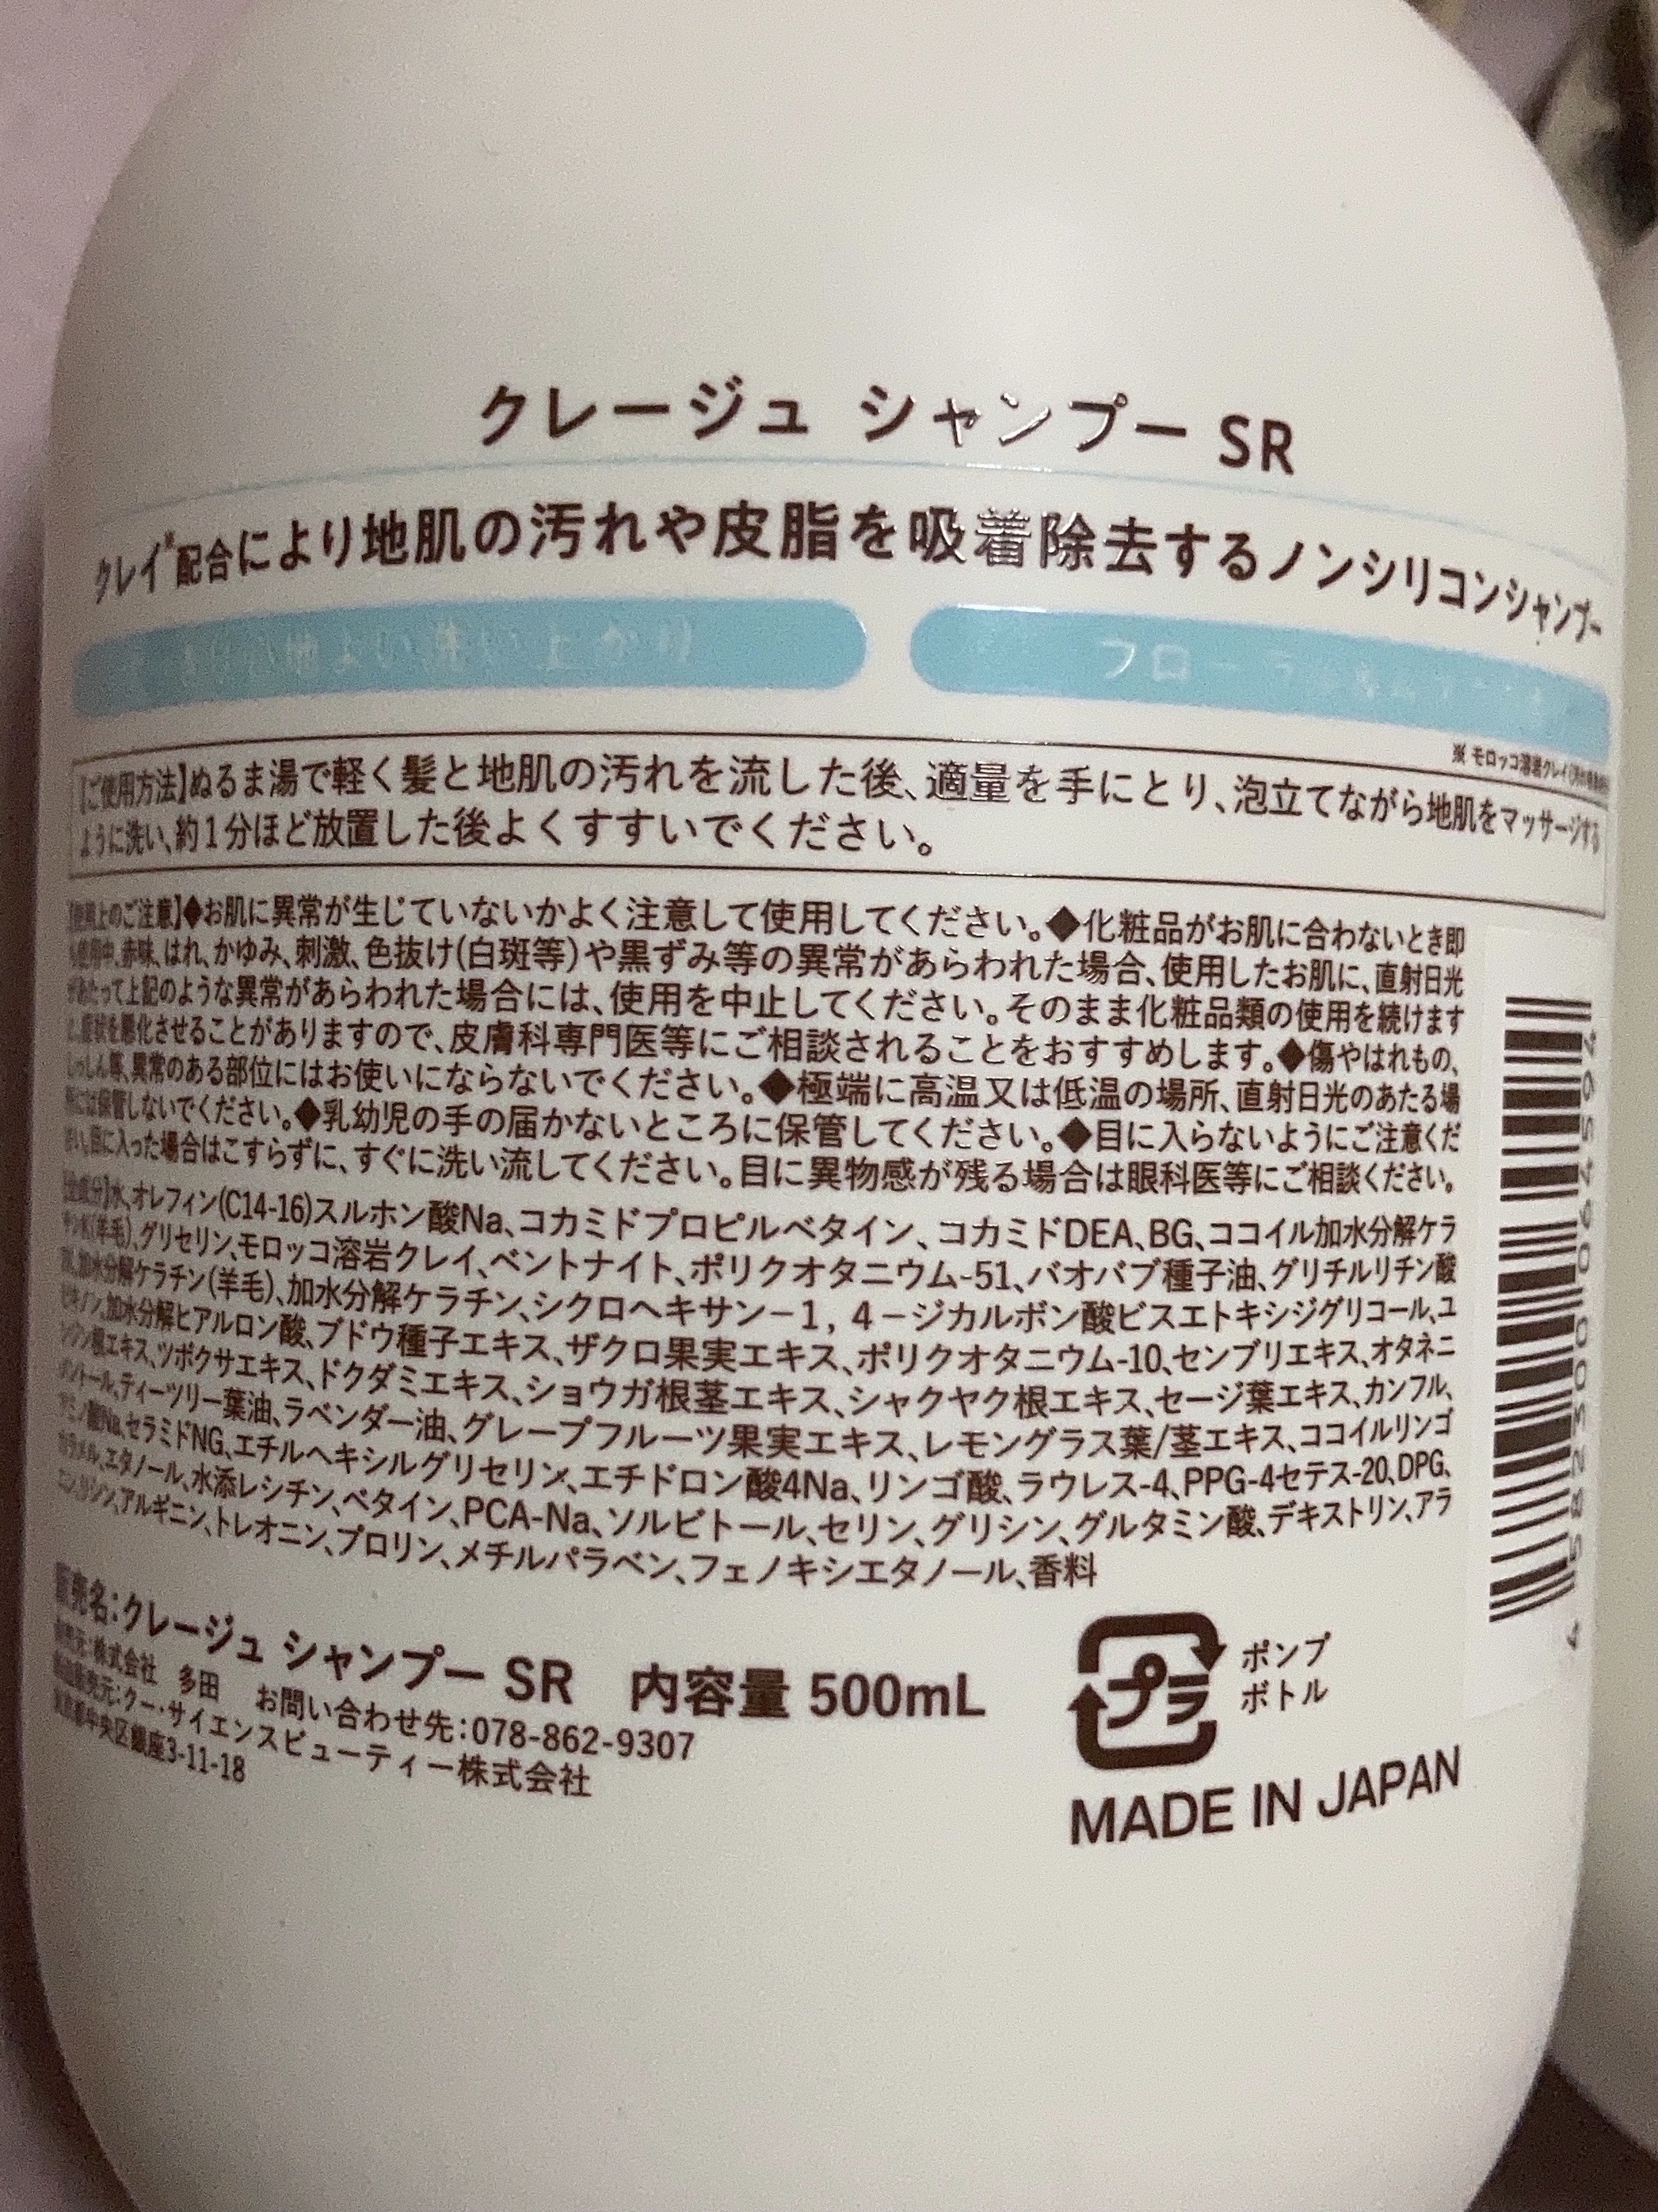 クレージュ シャンプー SR
クレイ※配合により地肌の汚れや皮脂を吸着除去するノンシリコンシャンプー
心地よい洗い上がり
フローラル
※ モロッコ溶岩クレイ
【ご使用方法】ぬるま湯で軽く髪と地肌の汚れを流した後、適量を手にとり、泡立てながら地肌をマッサージする
ように洗い、約1分ほど放置した後よくすすいでください。
【使用上のご注意】◆お肌に異常が生じていないかよく注意して使用してください。◆化粧品がお肌に合わないとき即
使用中、赤味、はれ、かゆみ、刺激、色抜け(白斑等)や黒ずみ等の異常があらわれた場合、使用したお肌に、直射日光
があたって上記のような異常があらわれた場合には、使用を中止してください。そのまま化粧品類の使用を続けます
と、症状を悪化させることがありますので、皮膚科専門医等にご相談されることをおすすめします。◆傷やはれもの、
しっしん等、異常のある部位にはお使いにならないでください。◆極端に高温又は低温の場所、直射日光のあたる場
所には保管しないでください。◆乳幼児の手の届かないところに保管してください。◆目に入らないようにご注意くだ
さい。目に入った場合はこすらずに、すぐに洗い流してください。目に異物感が残る場合は眼科医等にご相談ください。
【全成分】水、オレフィン(C14-16)スルホン酸Na、コカミドプロピルベタイン、コカミドDEA、BG、ココイル加水分解ケラ
チンK(羊毛)、グリセリン、モロッコ溶岩クレイ、ベントナイト、ポリクオタニウム-51、バオバブ種子油、グリチルリチン酸
2K、加水分解ケラチン(羊毛)、加水分解ケラチン、シクロヘキサン－1, 4－ジカルボン酸ビスエトキシジグリコール、ユ
ビキノン、加水分解ヒアルロン酸、ブドウ種子エキス、ザクロ果実エキス、ポリクオタニウム-10、センブリエキス、オタネニ
ンジン根エキス、ツボクサエキス、ドクダミエキス、ショウガ根茎エキス、シャクヤク根エキス、セージ葉エキス、カンフル、
メントール、ティーツリー葉油、ラベンダー油、グレープフルーツ果実エキス、レモングラス葉/茎エキス、ココイルリンゴ
アミノ酸Na、セラミドNG、エチルヘキシルグリセリン、エチドロン酸4Na、リンゴ酸、ラウレス-4、PPG-4セテス-20、DPG、
カラメル、エタノール、水添レシチン、ベタイン、PCA-Na、ソルビトール、セリン、グリシン、グルタミン酸、デキストリン、アラ
ニン、リシン、アルギニン、トレオニン、プロリン、メチルパラベン、フェノキシエタノール、香料
販売名：クレージュ シャンプー SR 内容量 500mL
発売元：株式会社 多田 お問い合わせ先：078-862-9307
製造販売元：クー・サイエンスビューティー株式会社
東京都中央区銀座3-11-18
プラ
ポンプ
ボトル
MADE IN JAPAN